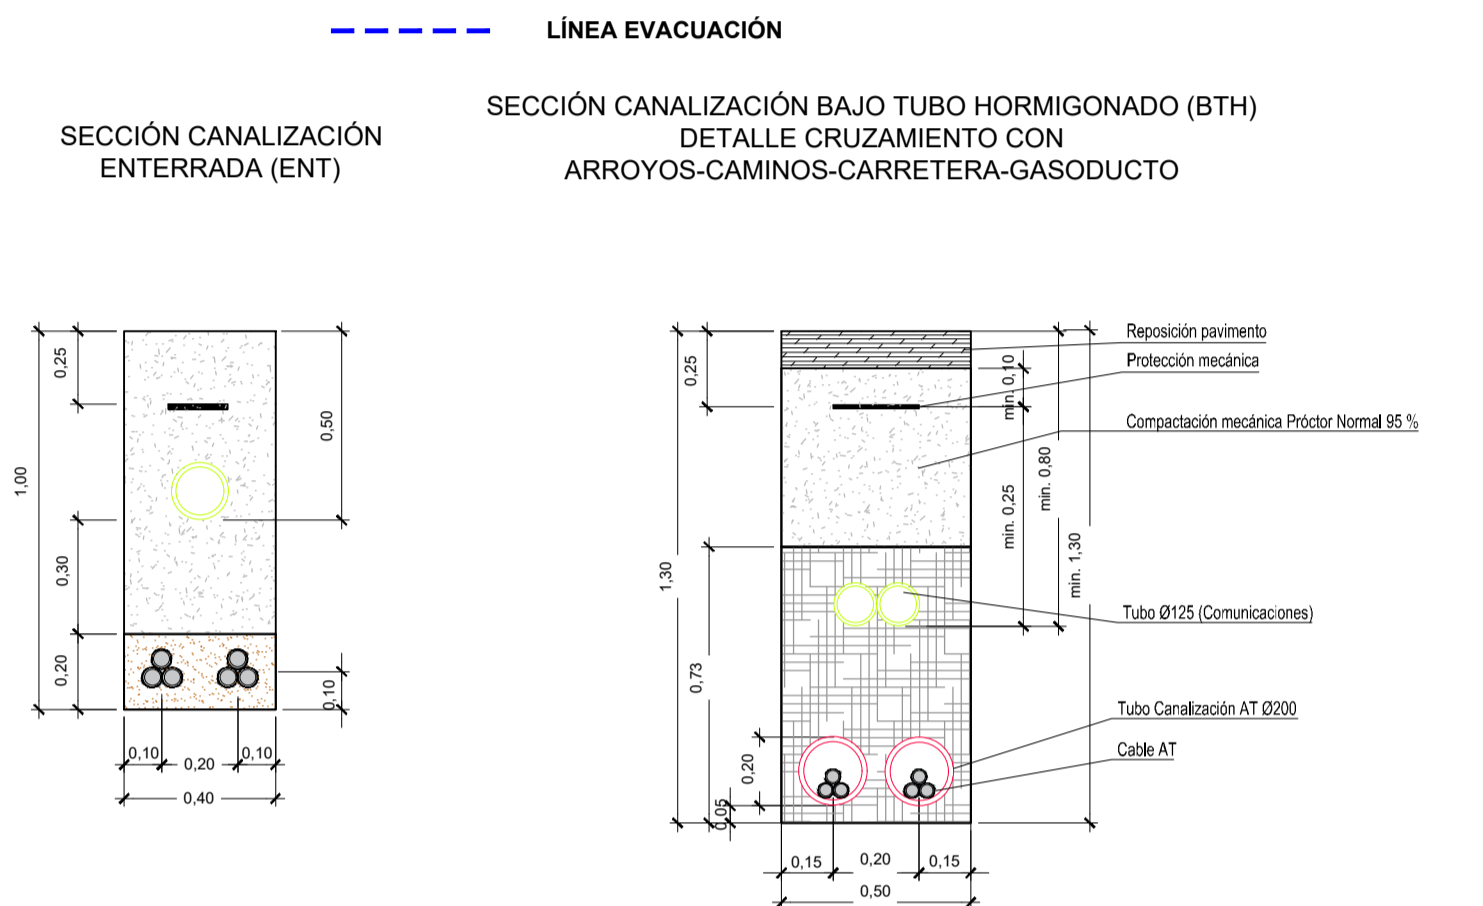 LÍNEA EVACUACIÓN
SECCIÓN CANALIZACIÓN
ENTERRADA (ENT)
SECCIÓN CANALIZACIÓN BAJO TUBO HORMIGONADO (BTH)
DETALLE CRUZAMIENTO CON
ARROYOS-CAMINOS-CARRETERA-GASODUCTO
1,00
0,25
0,30
0,20
0,50
0,10
0,10
0,20
0,10
0,40
1,30
0,25
0,73
0,20
0,05
0,15
0,20
0,15
0,50
min. 0,10
min. 0,25
min. 0,80
min. 1,30
Reposición pavimento
Protección mecánica
Compactación mecánica Próctor Normal 95 %
Tubo Ø125 (Comunicaciones)
Tubo Canalización AT Ø200
Cable AT